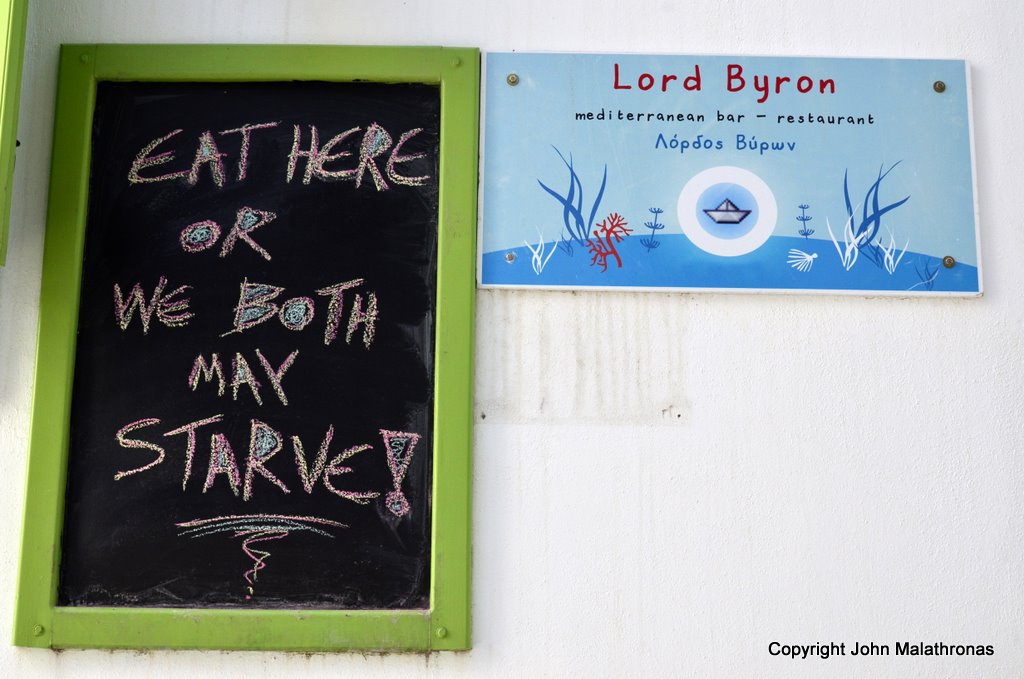 EAT HERE
OR
WE BOTH
MAY
STARVE!
Lord Byron
mediterranean bar – restaurant
Λόρδος Βύρων
Copyright John Malathronas